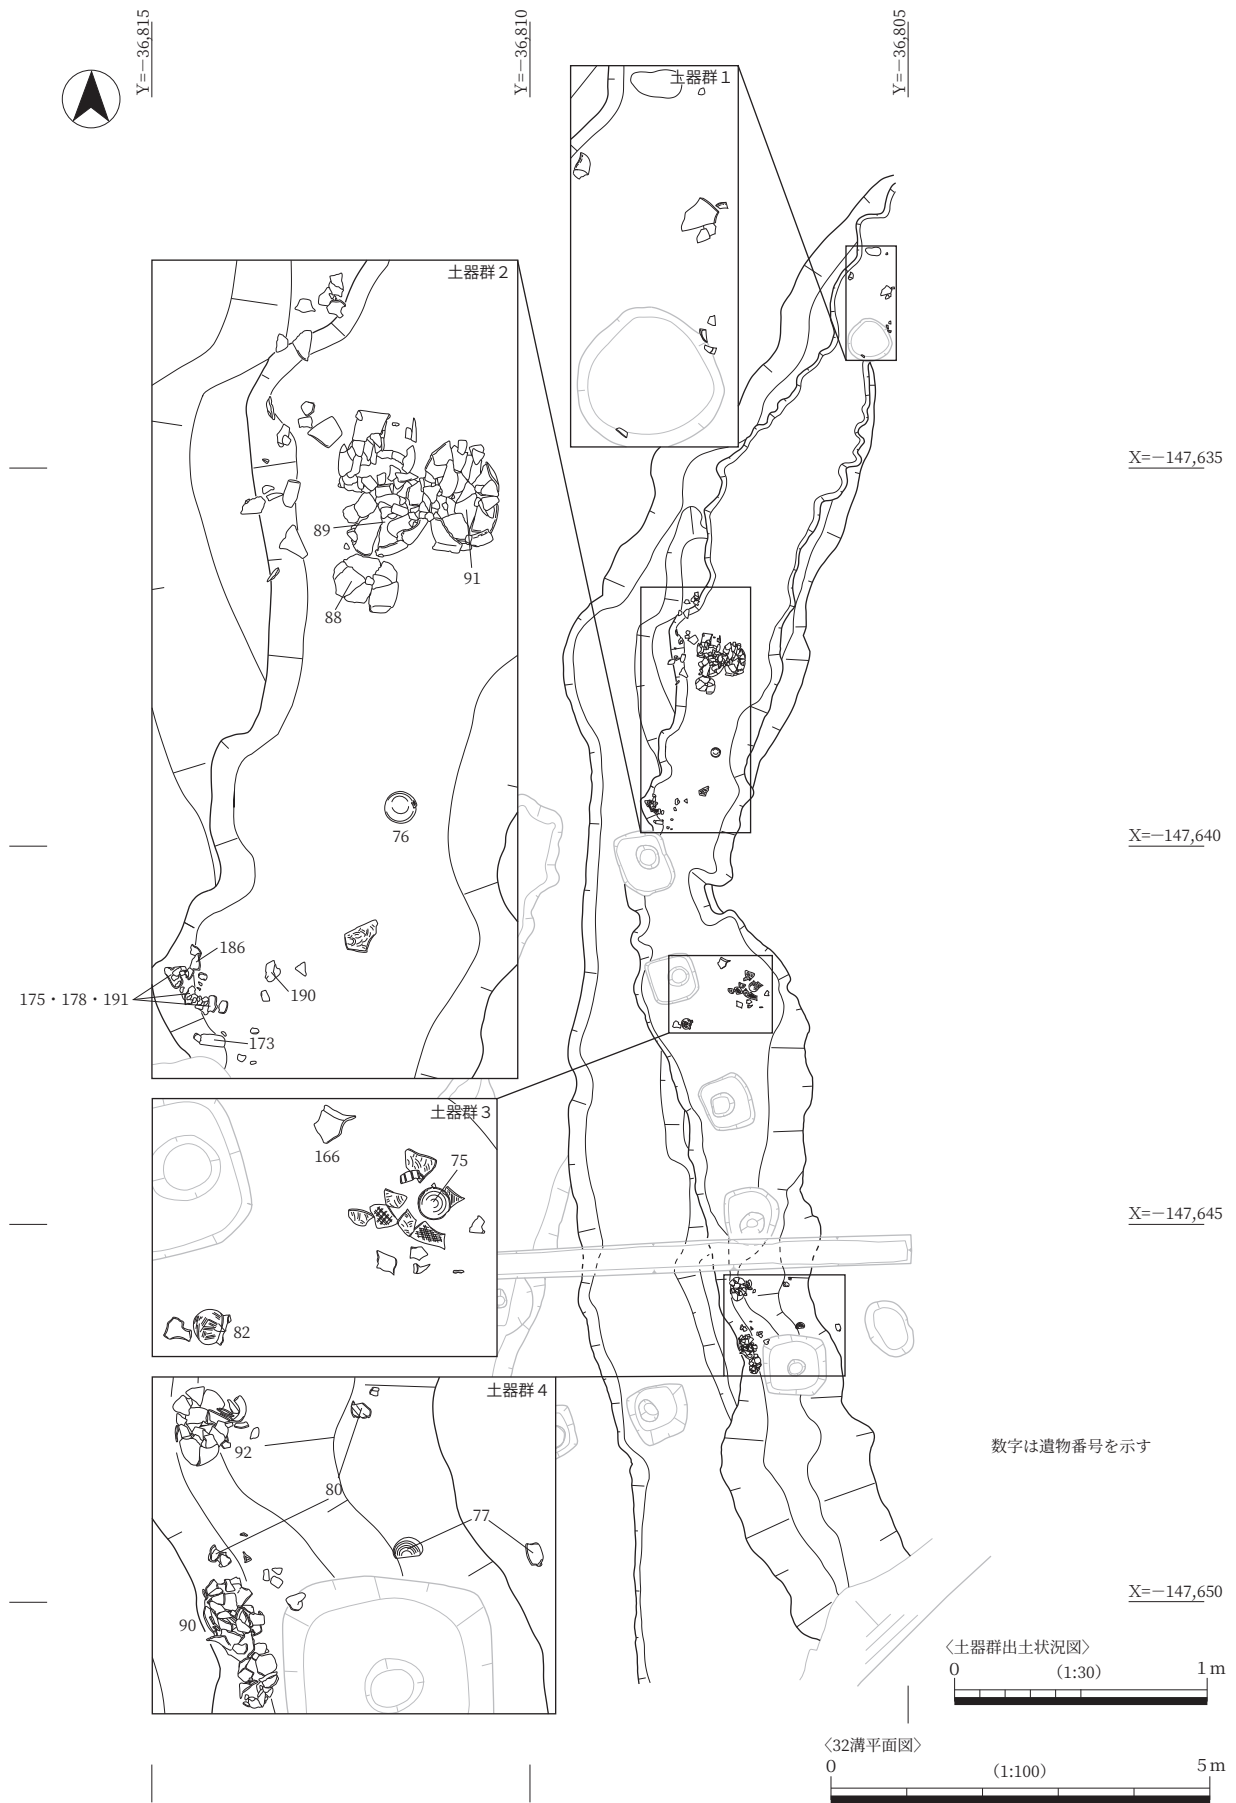 Y=−36,815
Y=−36,810
Y=−36,805
土器群１
土器群２
X=−147,635
89
91
88
76
X=−147,640
186
175・178・191
190
173
土器群３
166
75
82
X=−147,645
土器群４
92
80
77
90
数字は遺物番号を示す
X=−147,650
〈土器群出土状況図〉
0 （1:30） 1ｍ
〈32溝平面図〉
0 （1:100） 5ｍ